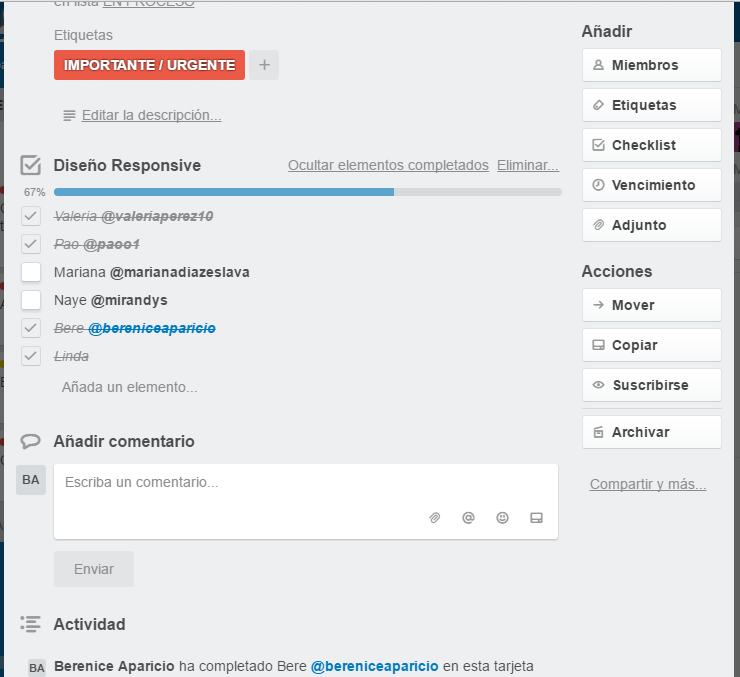 en lista EN PROCESO
Etiquetas
IMPORTANTE / URGENTE +
Editar la descripción...
Diseño Responsive Ocultar elementos completados Eliminar...
67%
Valeria @valeriaperez10
Pao @paoo1
Mariana @marianadiazeslava
Naye @mirandys
Bere @bereniceaparicio
Linda
Añada un elemento...
Añadir comentario
BA
Escriba un comentario...
Enviar
Actividad
BA Berenice Aparicio ha completado Bere @bereniceaparicio en esta tarjeta
Añadir
Miembros
Etiquetas
Checklist
Vencimiento
Adjunto
Acciones
Mover
Copiar
Suscribirse
Archivar
Compartir y más...